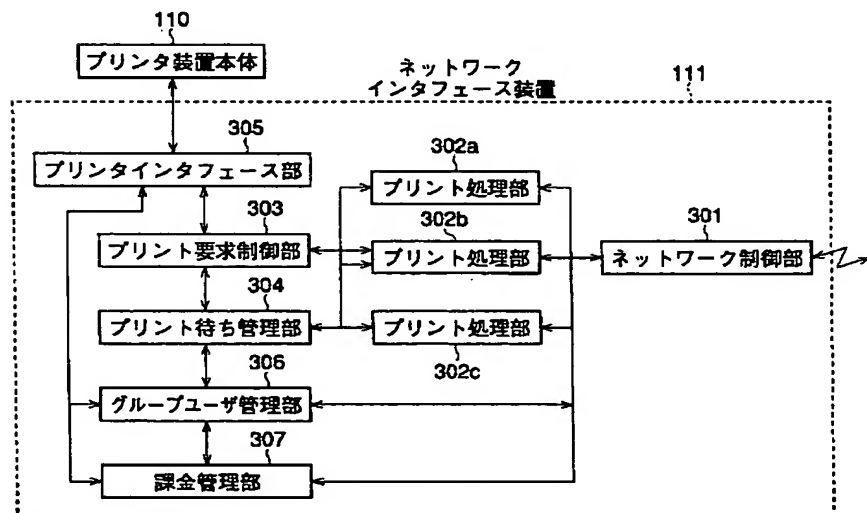 110
プリンタ装置本体
ネットワーク
インタフェース装置
111
305
プリンタインタフェース部
302a
プリント処理部
303
プリント要求制御部
302b
プリント処理部
301
ネットワーク制御部
304
プリント待ち管理部
プリント処理部
302c
306
グループユーザ管理部
307
課金管理部